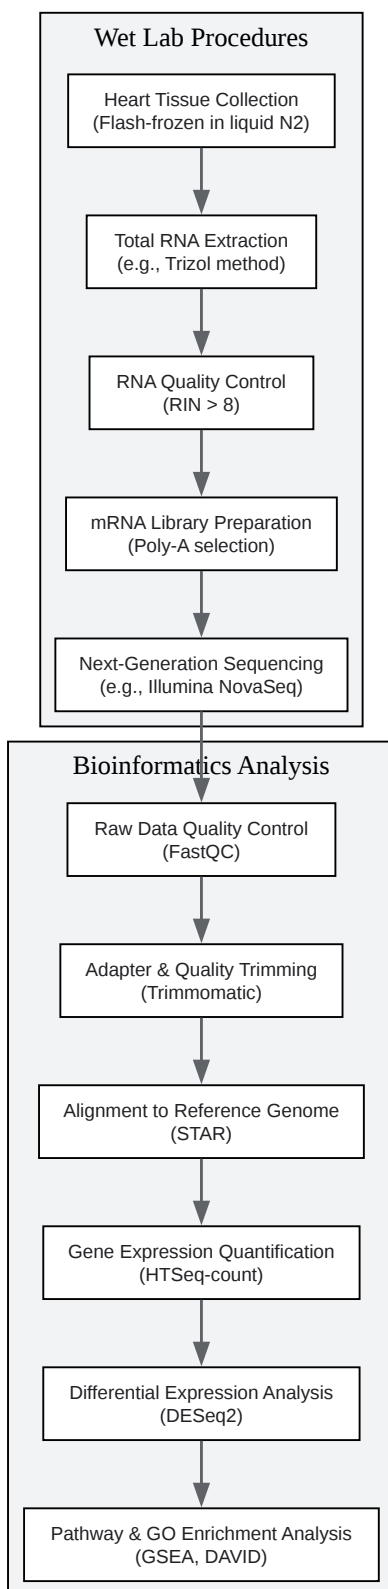 Wet Lab Procedures
Heart Tissue Collection
(Flash-frozen in liquid N2)
Total RNA Extraction
(e.g., Trizol method)
RNA Quality Control
(RIN > 8)
mRNA Library Preparation
(Poly-A selection)
Next-Generation Sequencing
(e.g., Illumina NovaSeq)
Bioinformatics Analysis
Raw Data Quality Control
(FastQC)
Adapter & Quality Trimming
(Trimmomatic)
Alignment to Reference Genome
(STAR)
Gene Expression Quantification
(HTSeq-count)
Differential Expression Analysis
(DESeq2)
Pathway & GO Enrichment Analysis
(GSEA, DAVID)